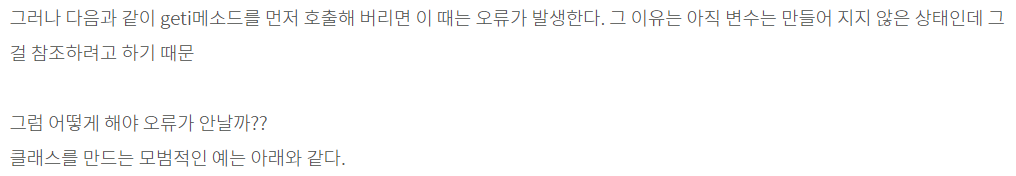 그러나 다음과 같이 geti메소드를 먼저 호출해 버리면 이 때는 오류가 발생한다. 그 이유는 아직 변수는 만들어 지지 않은 상태인데 그
걸 참조하려고 하기 때문
그럼 어떻게 해야 오류가 안날까??
클래스를 만드는 모범적인 예는 아래와 같다.